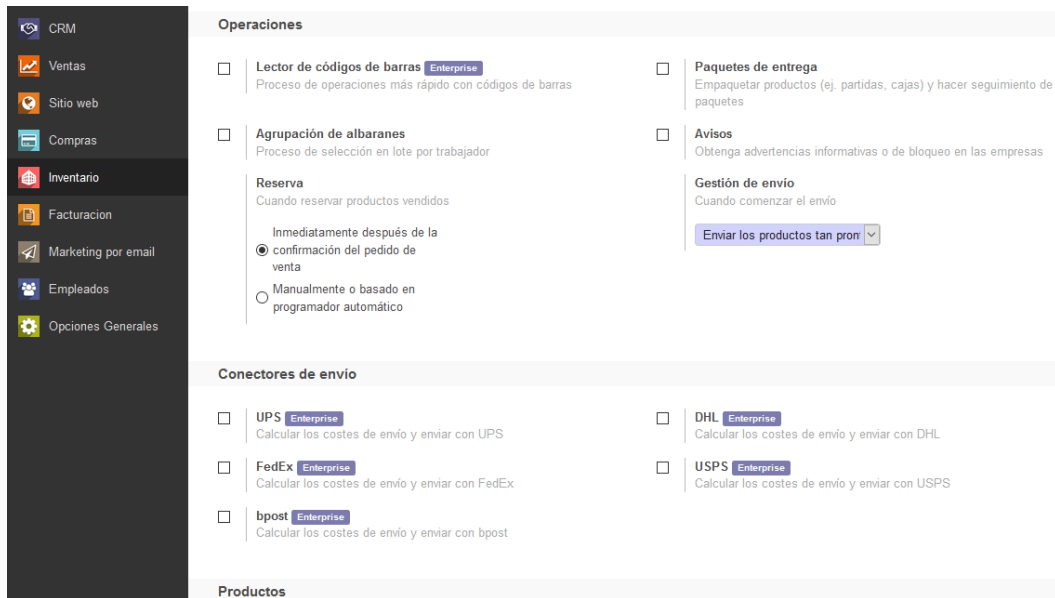 CRM
Ventas
Sitio web
Compras
Inventario
Facturacion
Marketing por email
Empleados
Opciones Generales
Operaciones
Lector de códigos de barras Enterprise
Proceso de operaciones más rápido con códigos de barras
Paquetes de entrega
Empaquetar productos (ej. partidas, cajas) y hacer seguimiento de
paquetes
Agrupación de albaranes
Proceso de selección en lote por trabajador
Avisos
Obtenga advertencias informativas o de bloqueo en las empresas
Reserva
Cuando reservar productos vendidos
Inmediatamente después de la
confirmación del pedido de
venta
Manualmente o basado en
programador automático
Gestión de envío
Cuando comenzar el envío
Enviar los productos tan pron
Conectores de envío
UPS Enterprise
Calcular los costes de envío y enviar con UPS
DHL Enterprise
Calcular los costes de envío y enviar con DHL
FedEx Enterprise
Calcular los costes de envío y enviar con FedEx
USPS Enterprise
Calcular los costes de envío y enviar con USPS
bpost Enterprise
Calcular los costes de envío y enviar con bpost
Productos